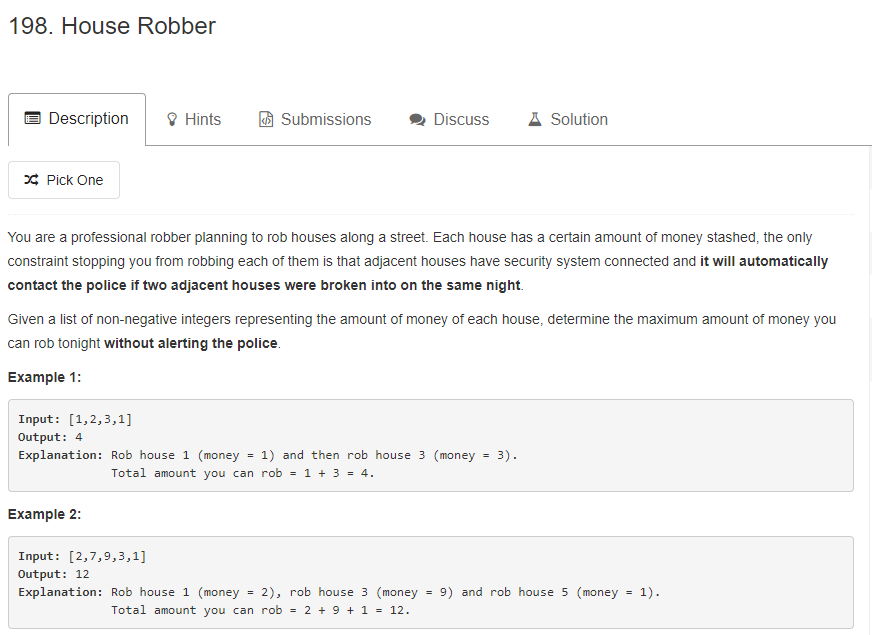 198. House Robber
Description
Hints
Submissions
Discuss
Solution
Pick One
You are a professional robber planning to rob houses along a street. Each house has a certain amount of money stashed, the only
constraint stopping you from robbing each of them is that adjacent houses have security system connected and it will automatically
contact the police if two adjacent houses were broken into on the same night.
Given a list of non-negative integers representing the amount of money of each house, determine the maximum amount of money you
can rob tonight without alerting the police.
Example 1:
Input: [1,2,3,1]
Output: 4
Explanation: Rob house 1 (money = 1) and then rob house 3 (money = 3).
Total amount you can rob = 1 + 3 = 4.
Example 2:
Input: [2,7,9,3,1]
Output: 12
Explanation: Rob house 1 (money = 2), rob house 3 (money = 9) and rob house 5 (money = 1).
Total amount you can rob = 2 + 9 + 1 = 12.